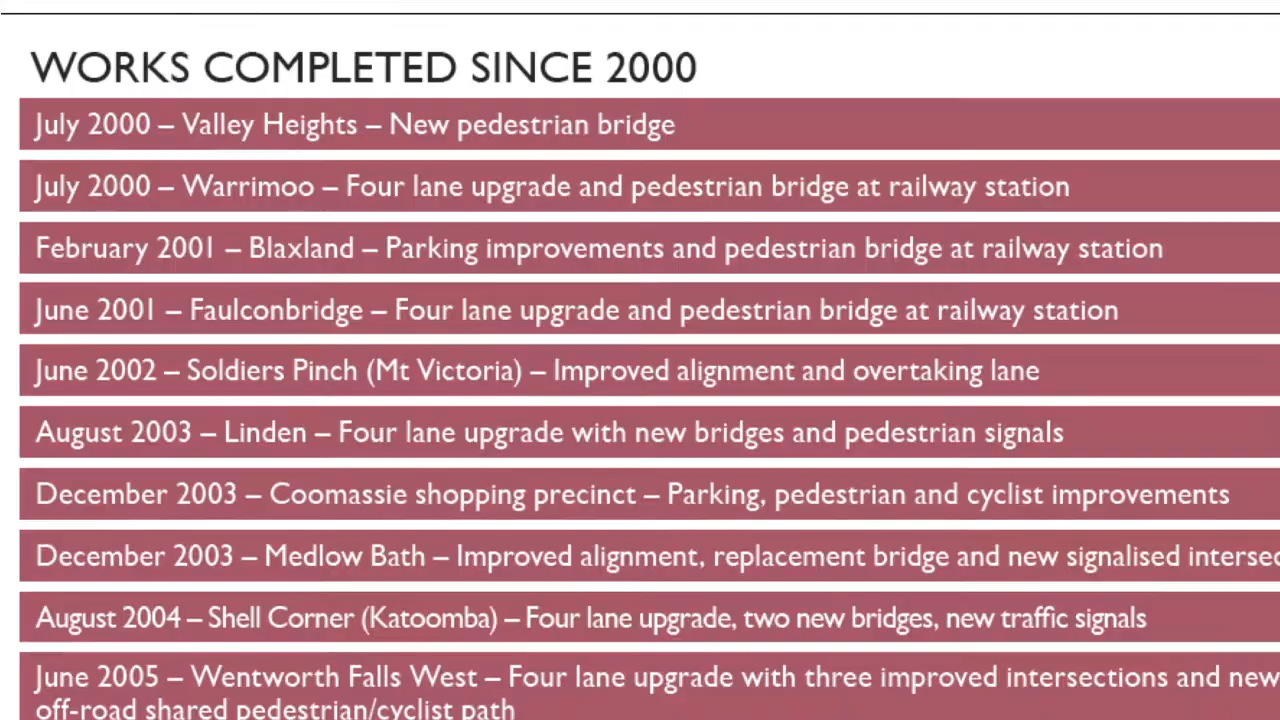 WORKS COMPLETED SINCE 2000
July 2000 – Valley Heights – New pedestrian bridge
July 2000 – Warrimoo – Four lane upgrade and pedestrian bridge at railway station
February 2001 – Blaxland – Parking improvements and pedestrian bridge at railway station
June 2001 – Faulconbridge – Four lane upgrade and pedestrian bridge at railway station
June 2002 – Soldiers Pinch (Mt Victoria) – Improved alignment and overtaking lane
August 2003 – Linden – Four lane upgrade with new bridges and pedestrian signals
December 2003 – Coomassie shopping precinct – Parking, pedestrian and cyclist improvements
December 2003 – Medlow Bath – Improved alignment, replacement bridge and new signalised
August 2004 – Shell Corner (Katoomba) – Four lane upgrade, two new bridges, new traffic signals
June 2005 – Wentworth Falls West – Four lane upgrade with three improved intersections and new
off-road shared pedestrian/cyclist path